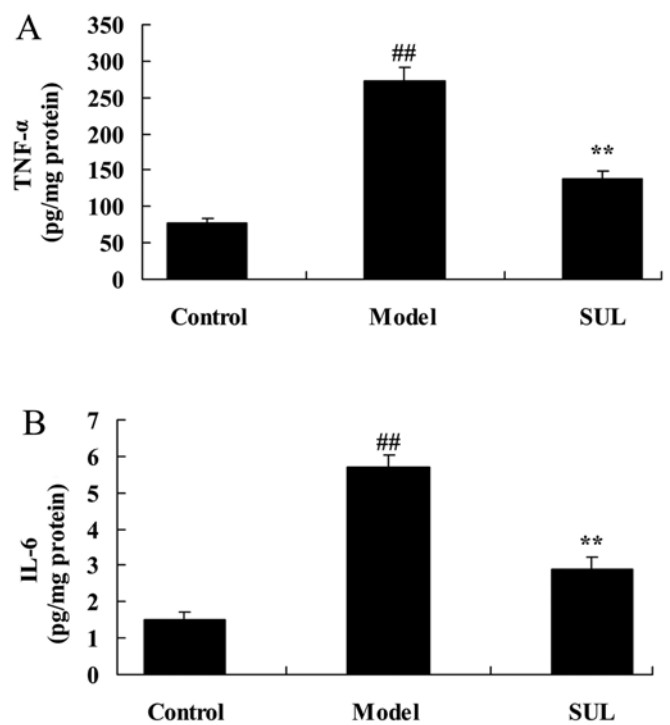 A
TNF-α
(pg/mg protein)
350
300
250
200
150
100
50
0
##
**
Control Model SUL
B
IL-6
(pg/mg protein)
7
6
5
4
3
2
1
0
##
**
Control Model SUL